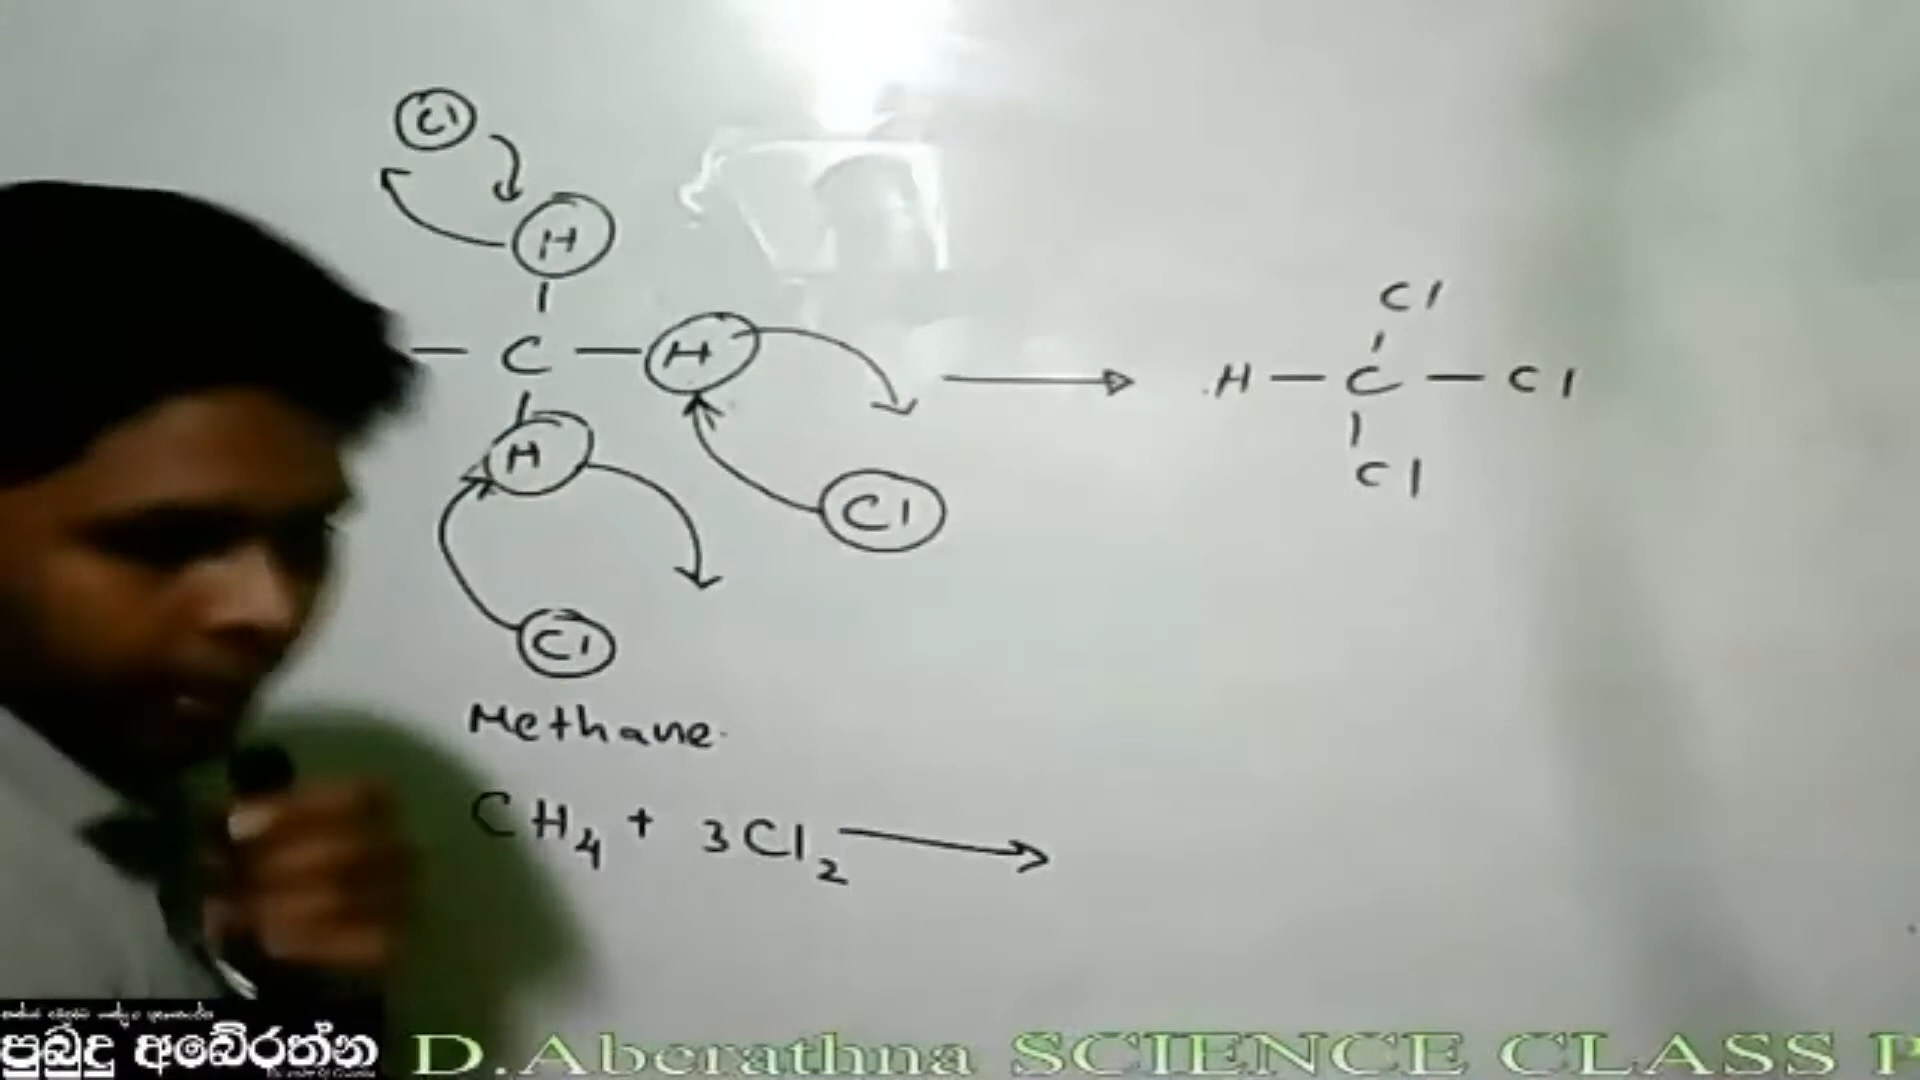 Cl
H
Cl
— C — H
H — C — Cl
H
Cl
Cl
Cl
Methane.
CH₄ + 3Cl₂ ⟶
පුබුදු අබේරත්න
D.Aberathna SCIENCE CLASS P